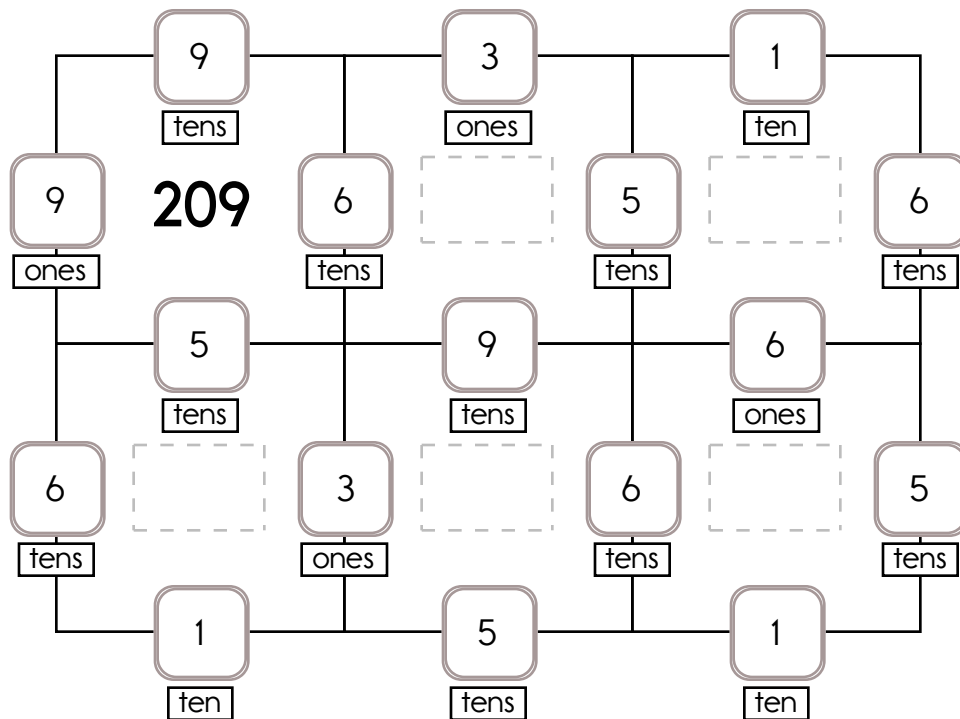 9 3 1
tens ones ten
9 209 6 5 6
ones tens tens tens
5 9 6
tens tens ones
6 3 6 5
tens ones tens tens
1 5 1
ten tens ten